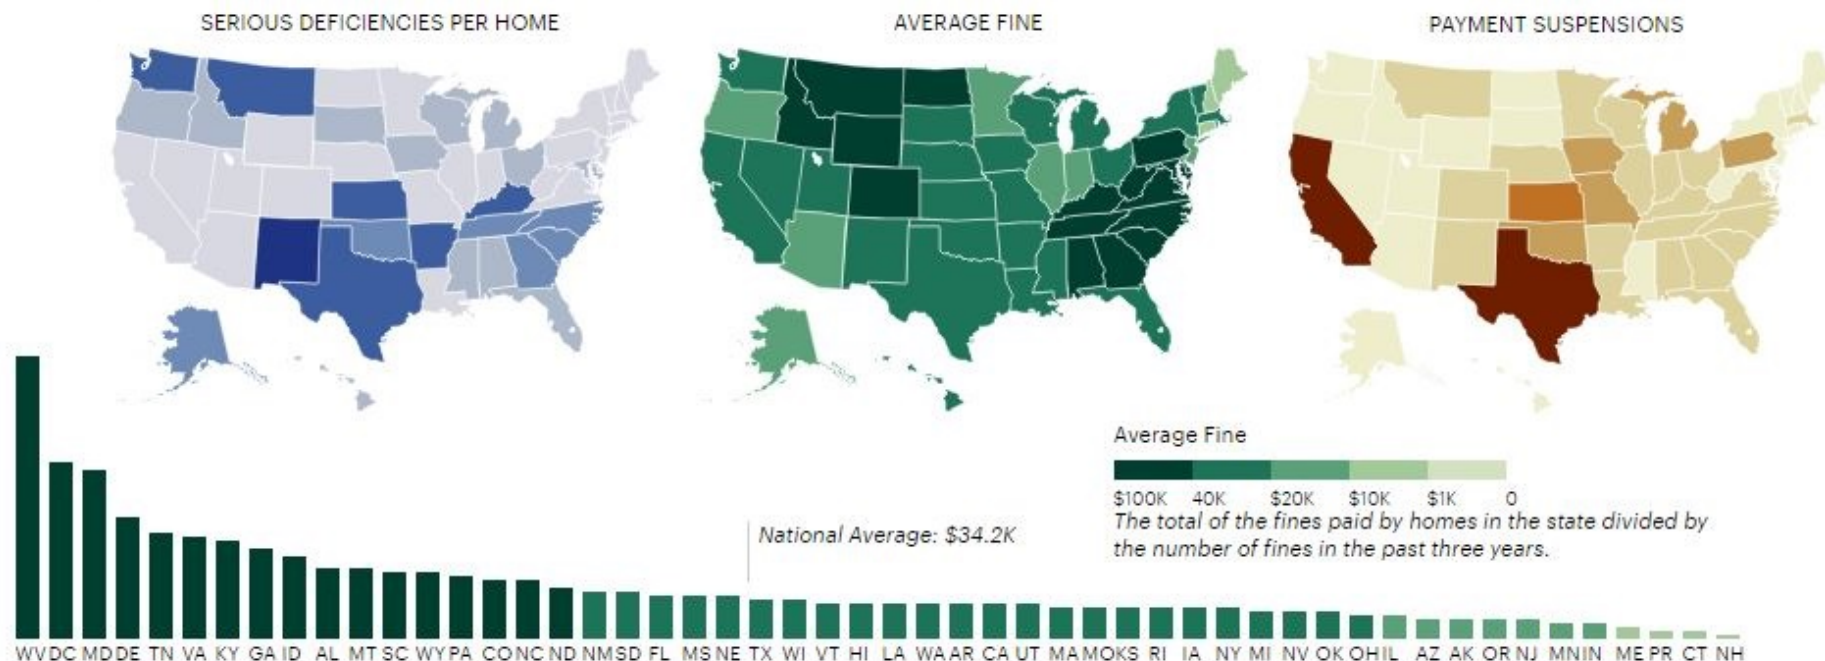 SERIOUS DEFICIENCIES PER HOME
AVERAGE FINE
PAYMENT SUSPENSIONS
Average Fine
$100K 40K $20K $10K $1K 0
The total of the fines paid by homes in the state divided by
the number of fines in the past three years.
National Average: $34.2K
WV DC MD DE TN VA KY GA ID AL MT SC WY PA CO NC ND NM SD FL MS NE TX WI VT HI LA WA AR CA UT MA MO KS RI IA NY MI NV OK OH IL AZ AK OR NJ MN IN ME PR CT NH